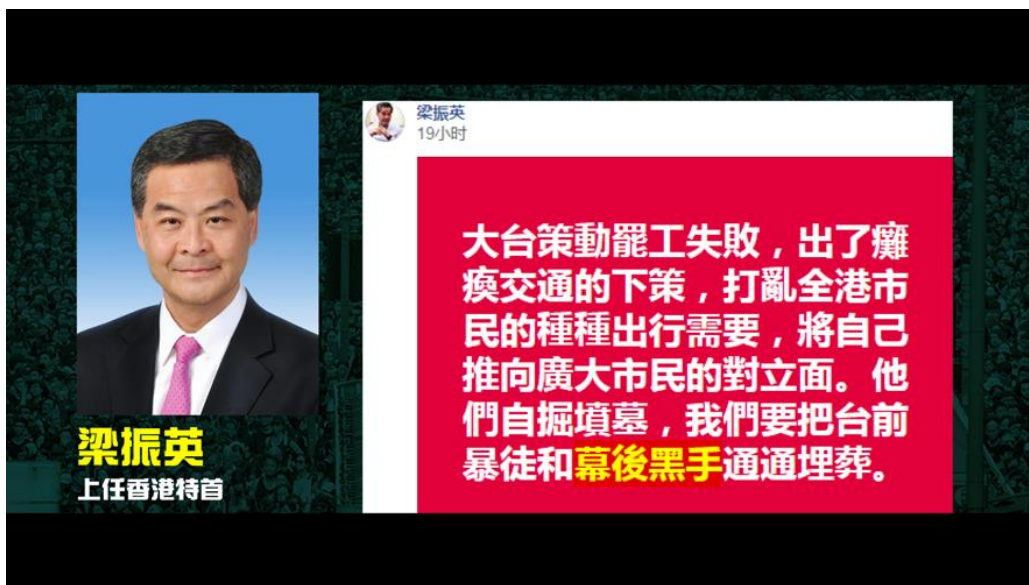 梁振英
19小时
大台策動罷工失敗，出了癱
瘓交通的下策，打亂全港市
民的種種出行需要，將自己
推向廣大市民的對立面。他
們自掘墳墓，我們要把台前
暴徒和幕後黑手通通埋葬。
梁振英
上任香港特首